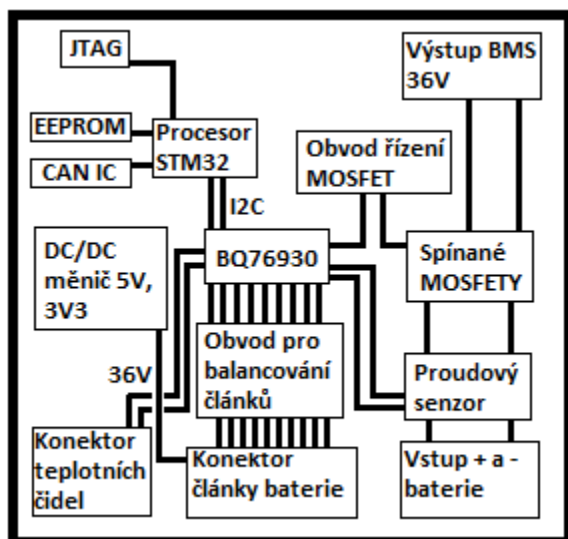 JTAG
EEPROM
CAN IC
Procesor
STM32
I2C
Výstup BMS
36V
Obvod řízení
MOSFET
DC/DC
měnič 5V,
3V3
BQ76930
Spínané
MOSFETY
Obvod pro
balancování
článků
36V
Proudový
senzor
Konektor
teplotních
čidel
Konektor
články baterie
Vstup + a -
baterie